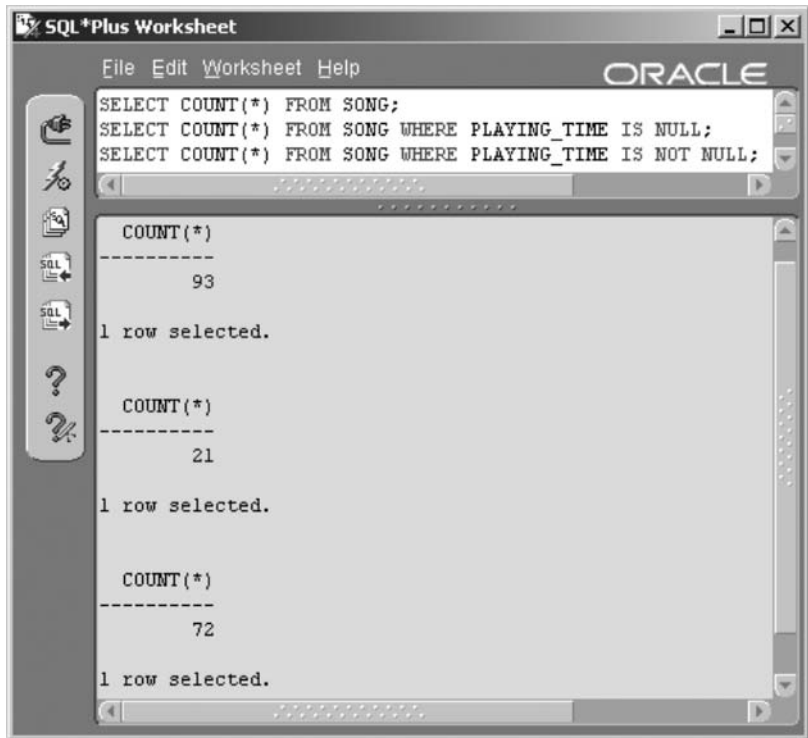 SQL*Plus Worksheet
File Edit Worksheet Help
ORACLE
SELECT COUNT(*) FROM SONG;
SELECT COUNT(*) FROM SONG WHERE PLAYING_TIME IS NULL;
SELECT COUNT(*) FROM SONG WHERE PLAYING_TIME IS NOT NULL;
COUNT(*)
----------
93
1 row selected.
COUNT(*)
----------
21
1 row selected.
COUNT(*)
----------
72
1 row selected.
SQL
SQL